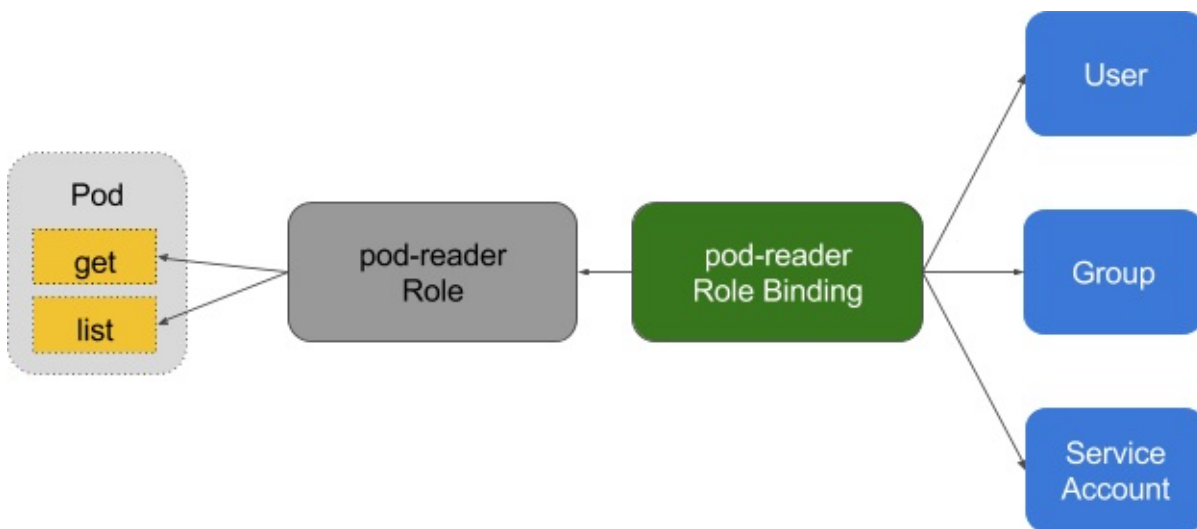 Pod
get
list
pod-reader
Role
pod-reader
Role Binding
User
Group
Service
Account